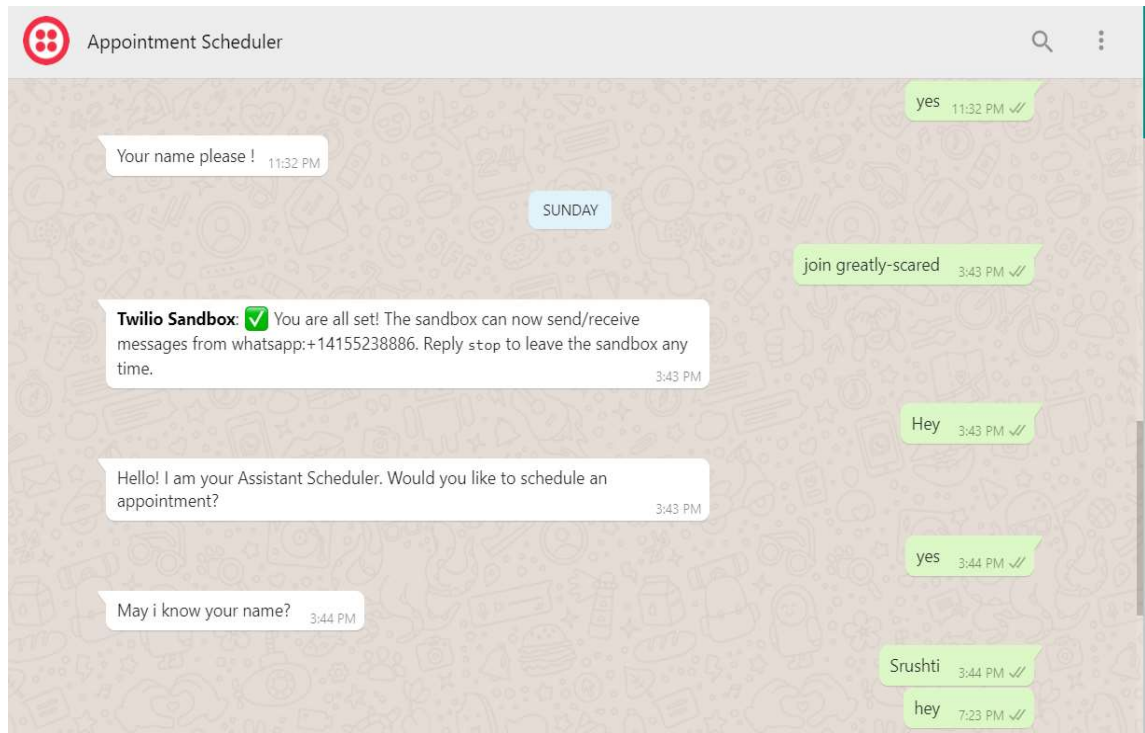 Appointment Scheduler
yes 11:32 PM
Your name please ! 11:32 PM
SUNDAY
join greatly-scared 3:43 PM
Twilio Sandbox: ✅ You are all set! The sandbox can now send/receive
messages from whatsapp:+14155238886. Reply stop to leave the sandbox any
time. 3:43 PM
Hey 3:43 PM
Hello! I am your Assistant Scheduler. Would you like to schedule an
appointment? 3:43 PM
yes 3:44 PM
May i know your name? 3:44 PM
Srushti 3:44 PM
hey 7:23 PM